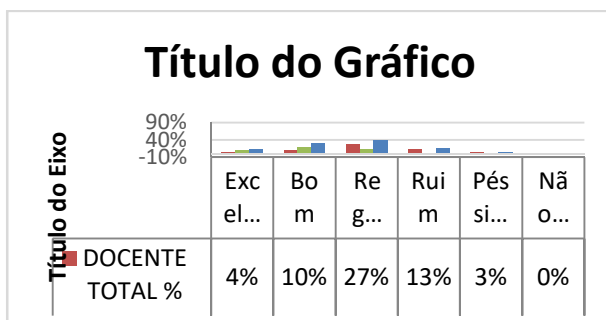 Título do Gráfico
Título do Eixo
90%
40%
-10%
Exc
el...
Bo
m
Re
g...
Rui
m
Pés
si...
Nã
o...
DOCENTE
TOTAL %
4%
10%
27%
13%
3%
0%